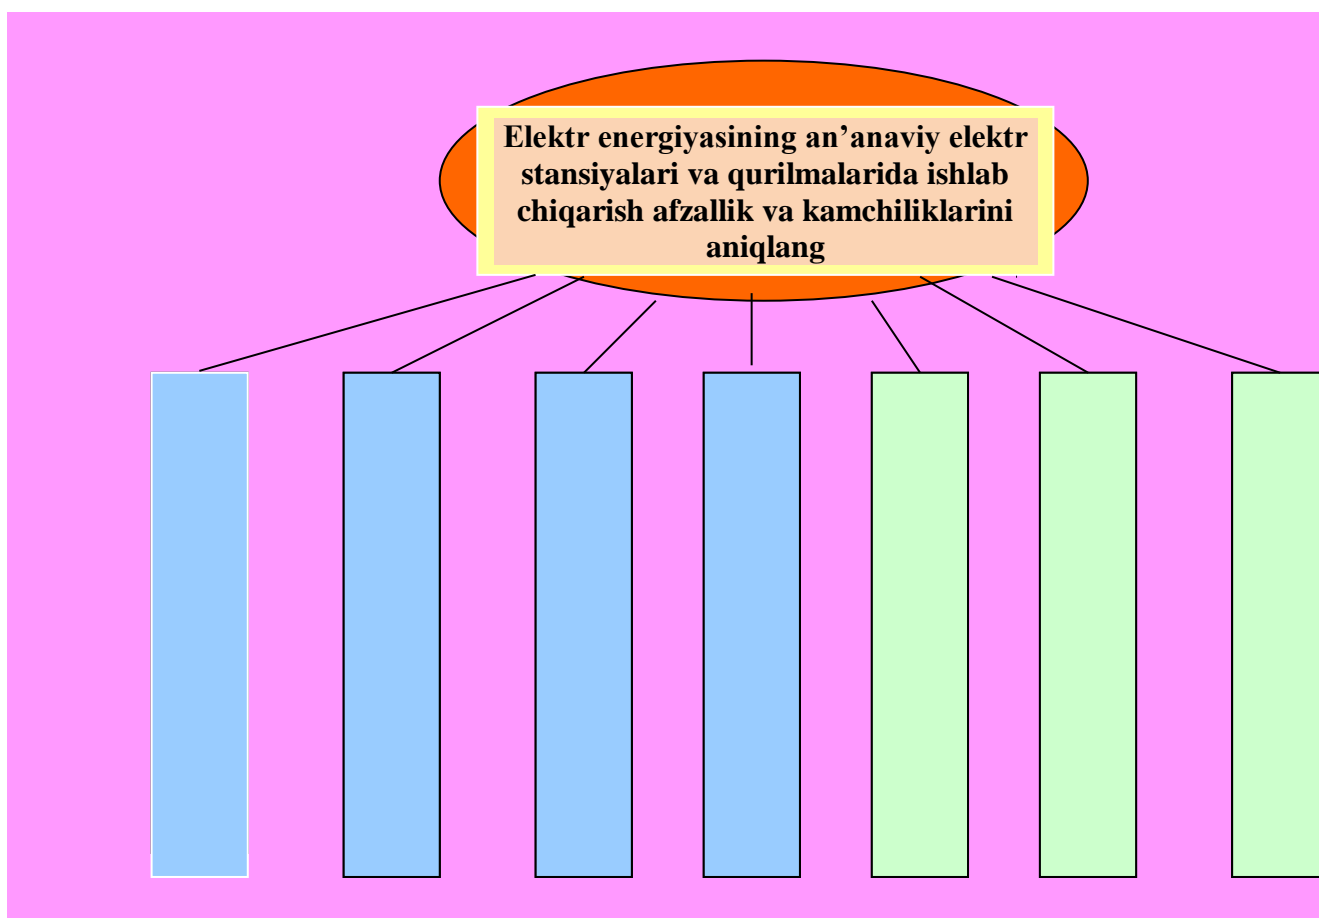 Elektr energiyasining an’anaviy elektr
stansiyalari va qurilmalarida ishlab
chiqarish afzallik va kamchiliklarini
aniqlang